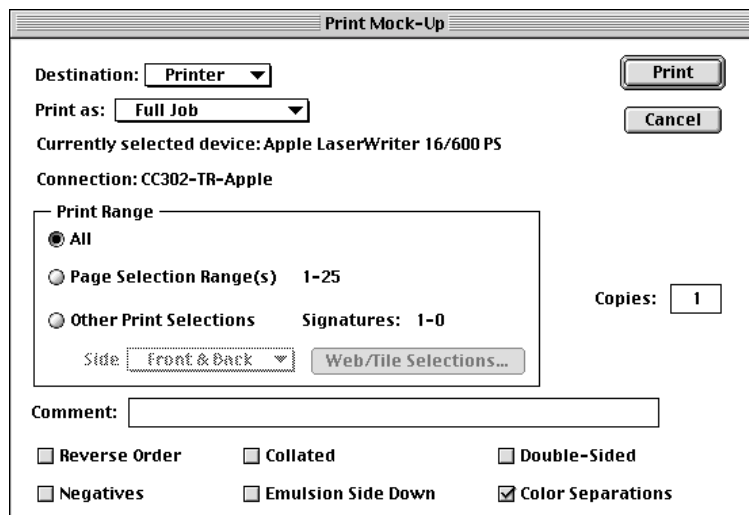 Print Mock-Up
Destination: Printer
Print
Print as: Full Job
Cancel
Currently selected device: Apple LaserWriter 16/600 PS
Connection: CC302-TR-Apple
Print Range
All
Page Selection Range(s) 1-25
Copies: 1
Other Print Selections Signatures: 1-0
Side Front & Back Web/Tile Selections...
Comment:
Reverse Order Collated Double-Sided
Negatives Emulsion Side Down Color Separations